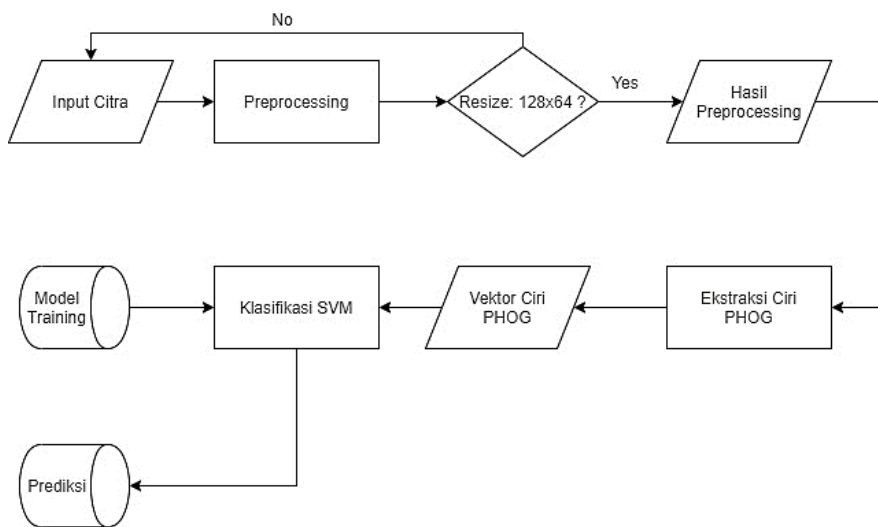 No
Input Citra
Preprocessing
Resize: 128x64 ?
Yes
Hasil
Preprocessing
Model
Training
Klasifikasi SVM
Vektor Ciri
PHOG
Ekstraksi Ciri
PHOG
Prediksi